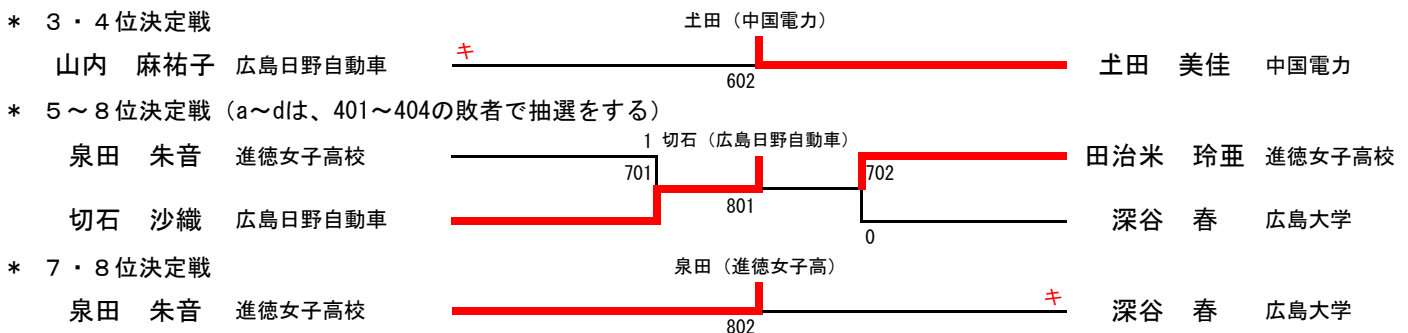 * ３・４位決定戦
圡田（中国電力）
山内 麻祐子 広島日野自動車 キ 602 圡田 美佳 中国電力
* ５～８位決定戦（a～dは、401～404の敗者で抽選をする）
1 切石（広島日野自動車）
泉田 朱音 進徳女子高校 701 702 田治米 玲亜 進徳女子高校
801
切石 沙織 広島日野自動車 0 深谷 春 広島大学
* ７・８位決定戦
泉田（進徳女子高）
泉田 朱音 進徳女子高校 802 キ 深谷 春 広島大学